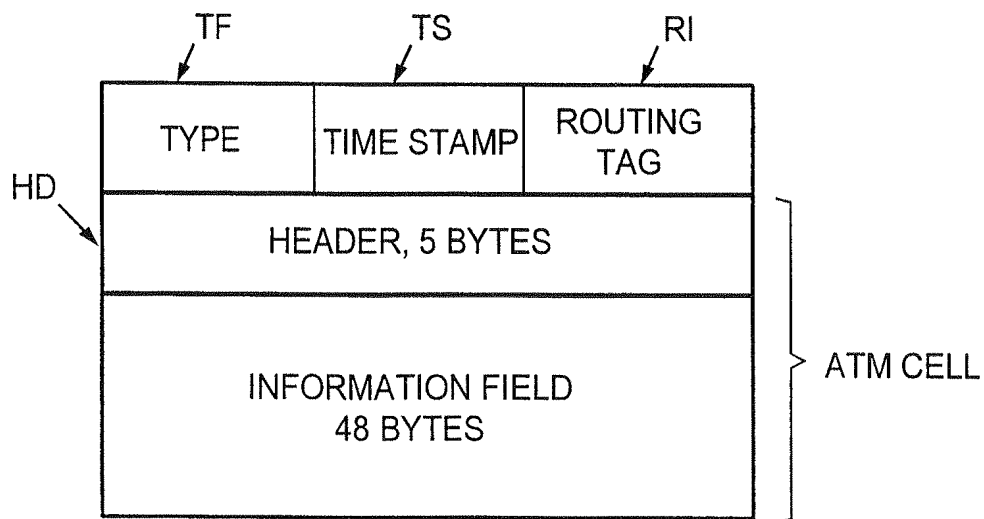 TF
TS
RI
TYPE
TIME STAMP
ROUTING
TAG
HD
HEADER, 5 BYTES
INFORMATION FIELD
48 BYTES
ATM CELL